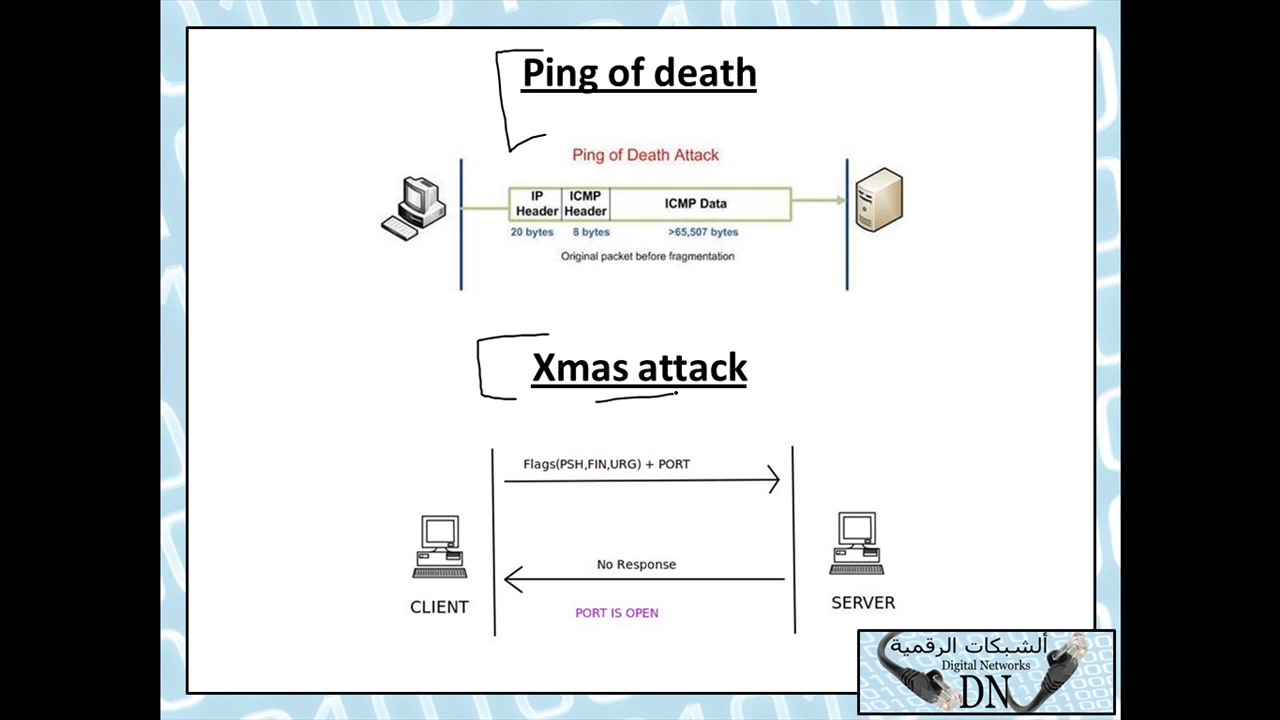 Ping of death
Ping of Death Attack
IP Header
ICMP Header
ICMP Data
20 bytes
8 bytes
>65,507 bytes
Original packet before fragmentation
Xmas attack
Flags(PSH,FIN,URG) + PORT
No Response
PORT IS OPEN
CLIENT
SERVER
ألشبكات الرقمية
Digital Networks
DN